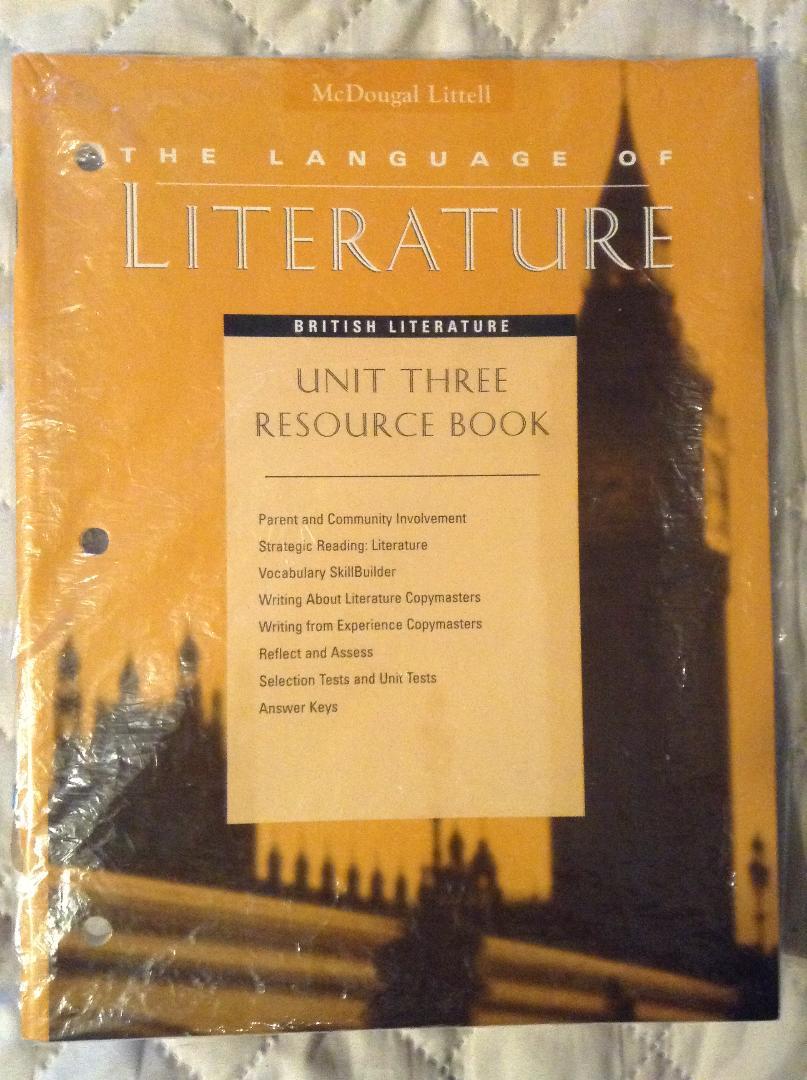 McDougal Littell
THE LANGUAGE OF
LITERATURE
BRITISH LITERATURE
UNIT THREE
RESOURCE BOOK
Parent and Community Involvement
Strategic Reading: Literature
Vocabulary SkillBuilder
Writing About Literature Copymasters
Writing from Experience Copymasters
Reflect and Assess
Selection Tests and Unit Tests
Answer Keys